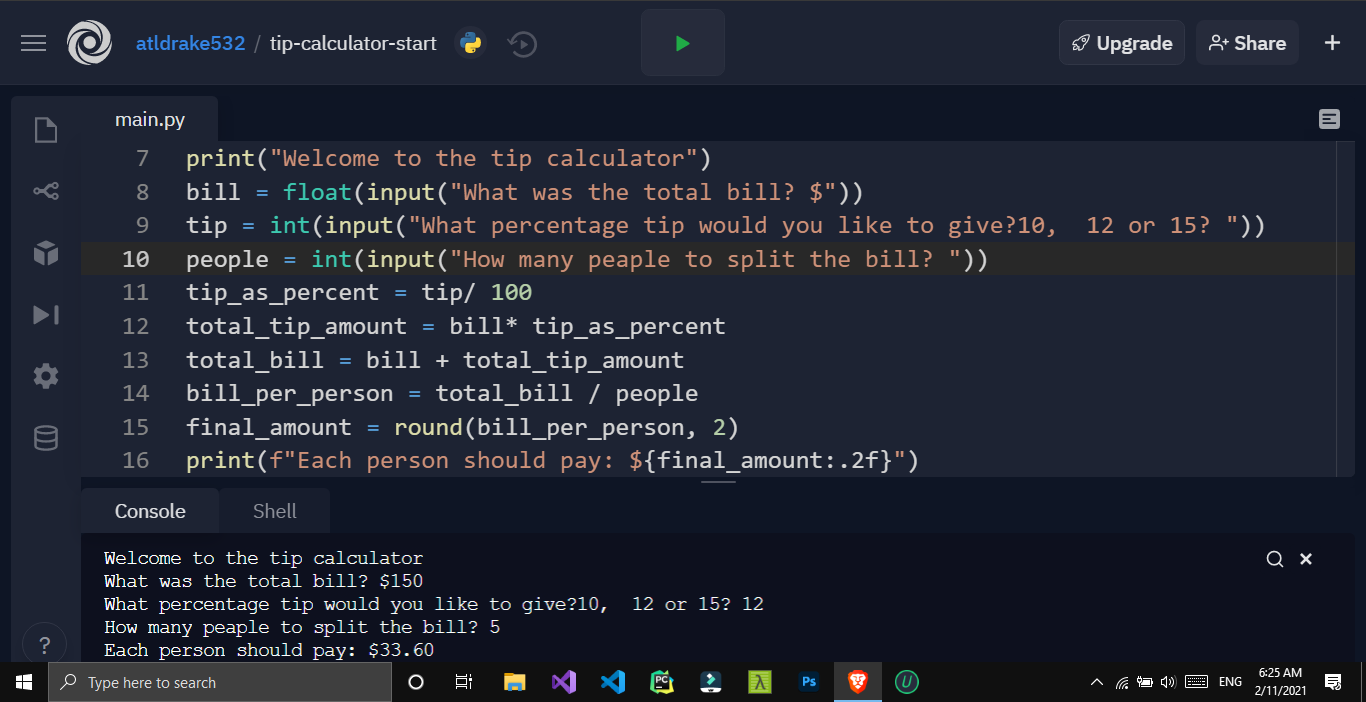 atldrake532 / tip-calculator-start
Upgrade
Share
+
main.py
7 print("Welcome to the tip calculator")
8 bill = float(input("What was the total bill? $"))
9 tip = int(input("What percentage tip would you like to give?10,  12 or 15? "))
10 people = int(input("How many peaple to split the bill? "))
11 tip_as_percent = tip/ 100
12 total_tip_amount = bill* tip_as_percent
13 total_bill = bill + total_tip_amount
14 bill_per_person = total_bill / people
15 final_amount = round(bill_per_person, 2)
16 print(f"Each person should pay: ${final_amount:.2f}")
Console Shell
Welcome to the tip calculator
What was the total bill? $150
What percentage tip would you like to give?10,  12 or 15? 12
How many peaple to split the bill? 5
Each person should pay: $33.60
?
Type here to search
PC
λ
Ps
U
ENG
6:25 AM
2/11/2021